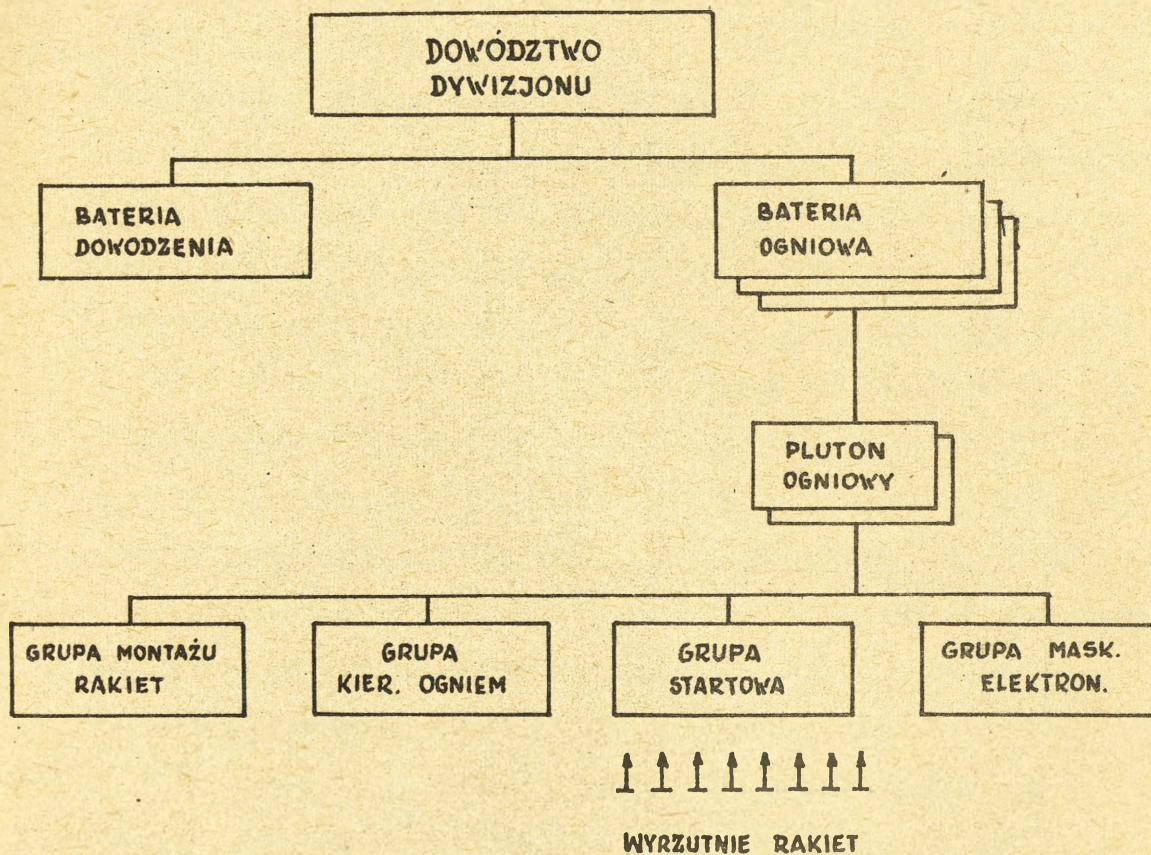 DOWÓDZTWO
DYWIZJONU
BATERIA
DOWODZENIA
BATERIA
OGNIOWA
PLUTON
OGNIOWY
GRUPA MONTAŻU
RAKIET
GRUPA
KIER. OGNIEM
GRUPA
STARTOWA
GRUPA MASK.
ELEKTRON.
WYRZUTNIE RAKIET